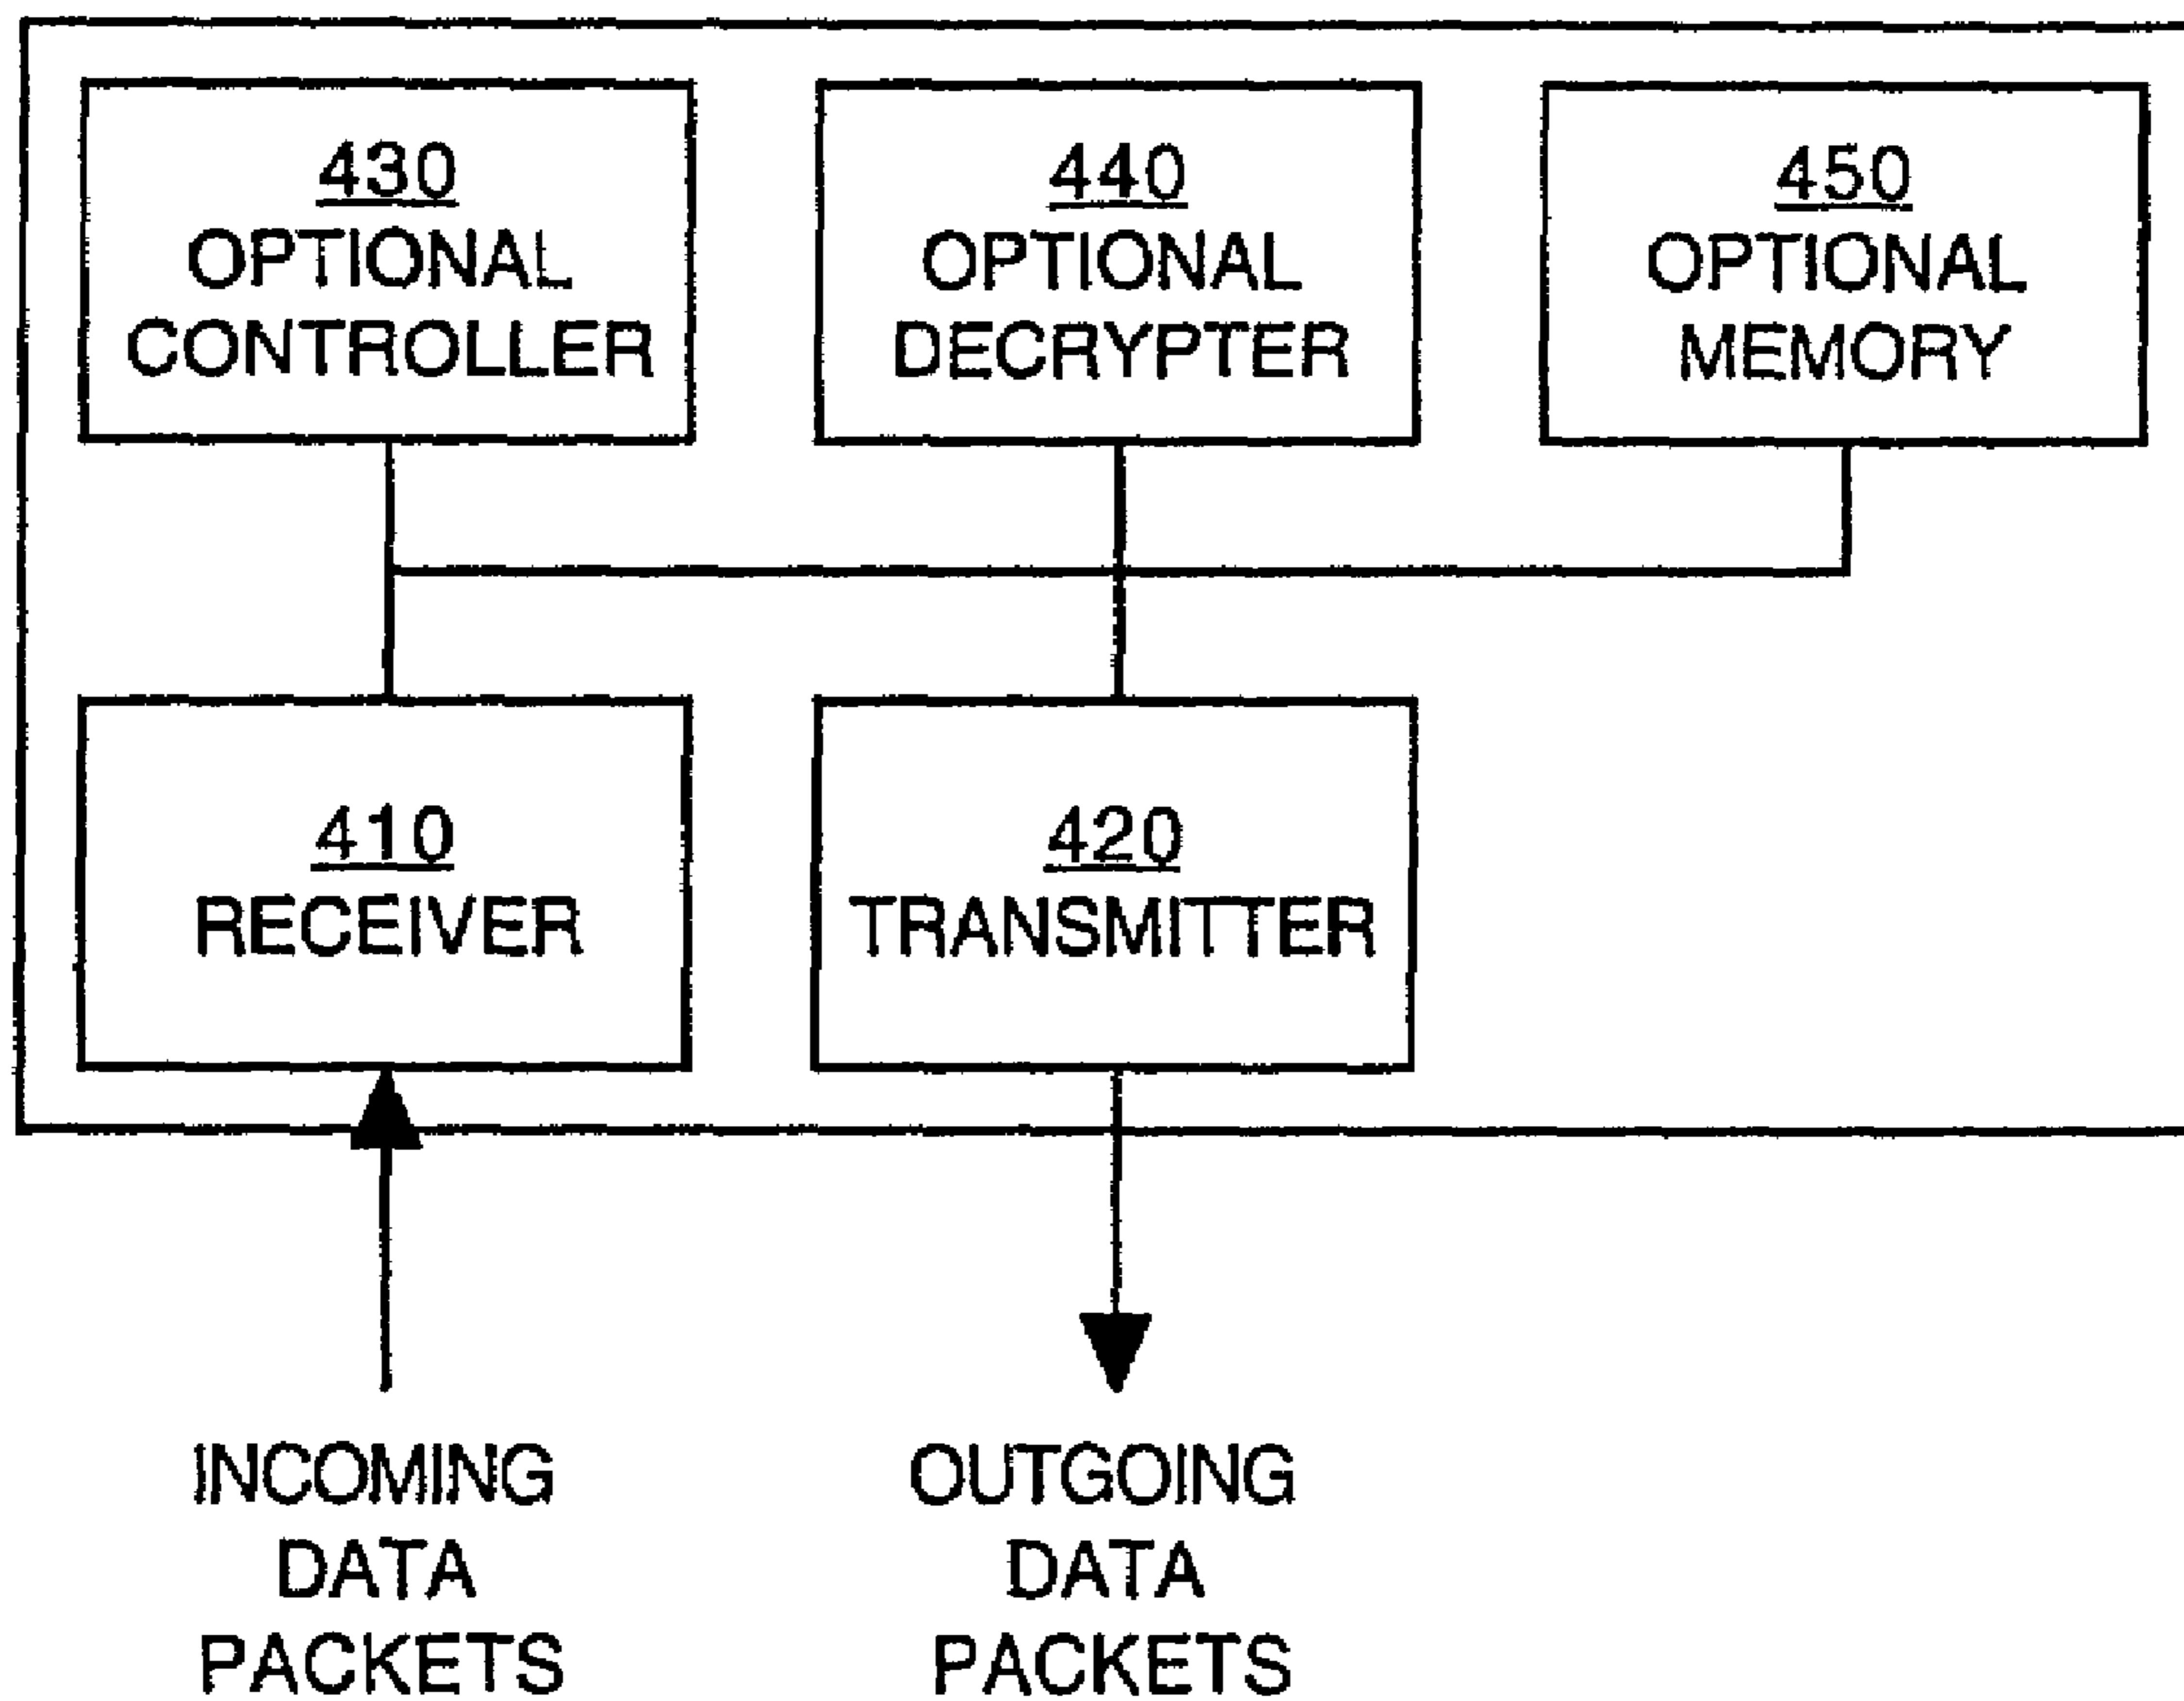 430
OPTIONAL
CONTROLLER
440
OPTIONAL
DECRYPTER
450
OPTIONAL
MEMORY
410
RECEIVER
420
TRANSMITTER
INCOMING
DATA
PACKETS
OUTGOING
DATA
PACKETS